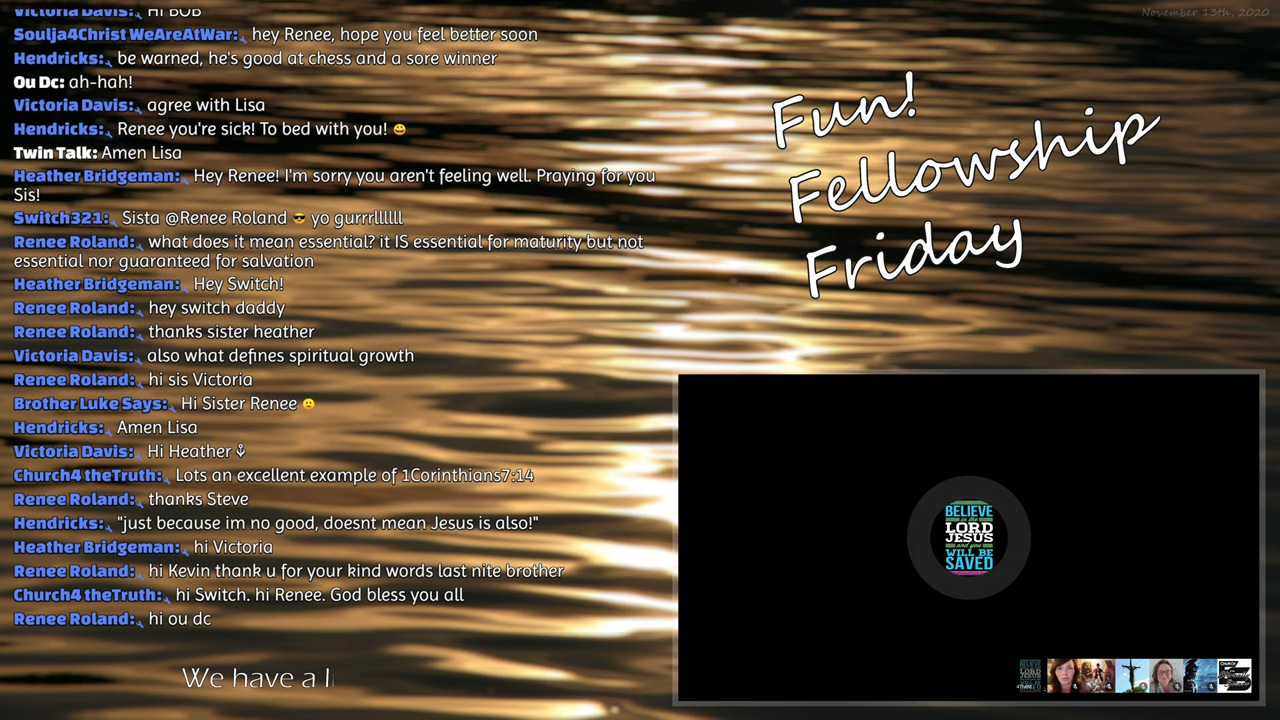 Victoria Davis: Hi BOB
Soulja4Christ WeAreAtWar: hey Renee, hope you feel better soon
Hendricks: be warned, he's good at chess and a sore winner
Ou Dc: ah-hah!
Victoria Davis: agree with Lisa
Hendricks: Renee you're sick! To bed with you! 😀
Twin Talk: Amen Lisa
Heather Bridgeman: Hey Renee! I'm sorry you aren't feeling well. Praying for you
Sis!
Switch321: Sista @Renee Roland 😎 yo gurrrllllll
Renee Roland: what does it mean essential? it IS essential for maturity but not
essential nor guaranteed for salvation
Heather Bridgeman: Hey Switch!
Renee Roland: hey switch daddy
Renee Roland: thanks sister heather
Victoria Davis: also what defines spiritual growth
Renee Roland: hi sis Victoria
Brother Luke Says: Hi Sister Renee 🙂
Hendricks: Amen Lisa
Victoria Davis: Hi Heather ⚘
Church4 theTruth: Lots an excellent example of 1Corinthians7:14
Renee Roland: thanks Steve
Hendricks: "just because im no good, doesnt mean Jesus is also!"
Heather Bridgeman: hi Victoria
Renee Roland: hi Kevin thank u for your kind words last nite brother
Church4 theTruth: hi Switch. hi Renee. God bless you all
Renee Roland: hi ou dc
We have a l
November 13th, 2020
Fun!
Fellowship
Friday
BELIEVE
in the
LORD
JESUS
and you
WILL BE
SAVED